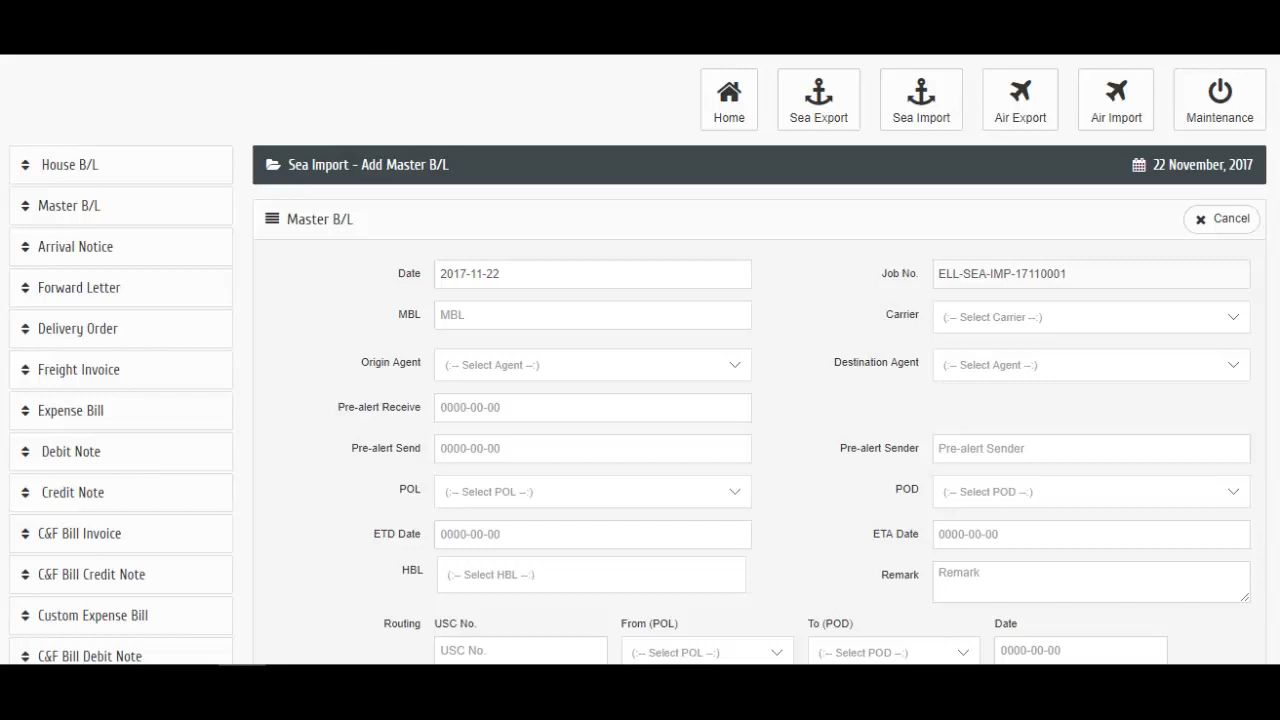 Home
Sea Export
Sea Import
Air Export
Air Import
Maintenance
House B/L
Master B/L
Arrival Notice
Forward Letter
Delivery Order
Freight Invoice
Expense Bill
Debit Note
Credit Note
C&F Bill Invoice
C&F Bill Credit Note
Custom Expense Bill
C&F Bill Debit Note
Sea Import - Add Master B/L
22 November, 2017
Master B/L
Cancel
Date 2017-11-22
Job No. ELL-SEA-IMP-17110001
MBL MBL
Carrier (:-- Select Carrier --:)
Origin Agent (:-- Select Agent --:)
Destination Agent (:-- Select Agent --:)
Pre-alert Receive 0000-00-00
Pre-alert Send 0000-00-00
Pre-alert Sender Pre-alert Sender
POL (:-- Select POL --:)
POD (:-- Select POD --:)
ETD Date 0000-00-00
ETA Date 0000-00-00
HBL (:-- Select HBL --:)
Remark Remark
Routing USC No. From (POL) To (POD) Date
USC No. (:-- Select POL --:) (:-- Select POD --:) 0000-00-00